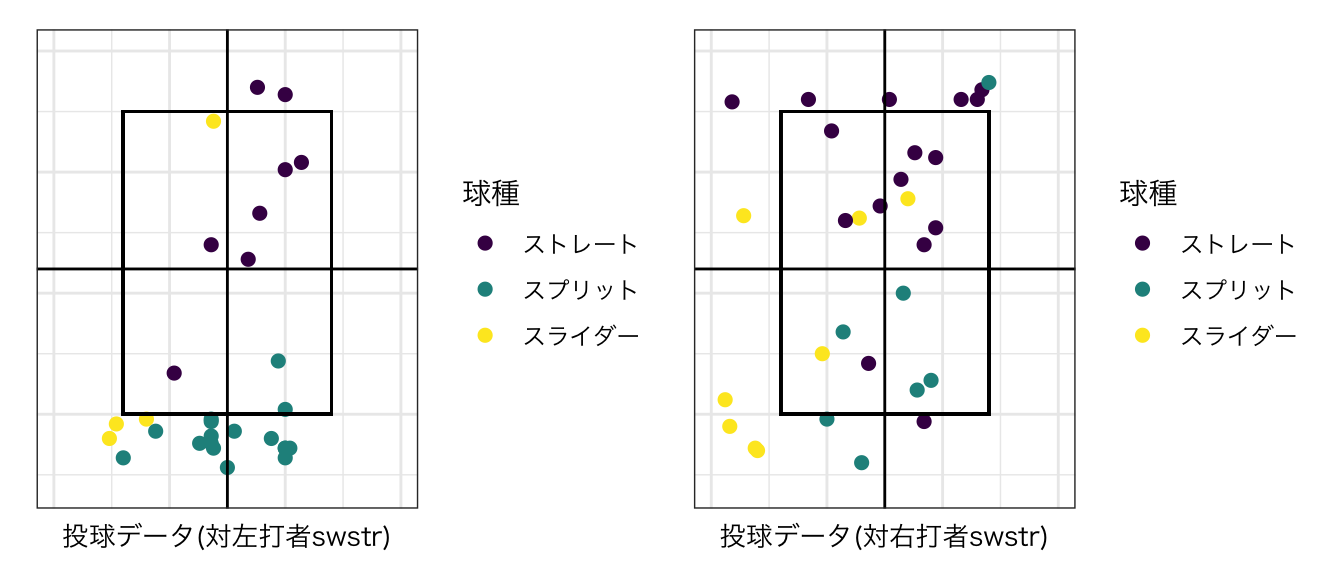 球種
ストレート
スプリット
スライダー
投球データ(対左打者swstr)
球種
ストレート
スプリット
スライダー
投球データ(対右打者swstr)